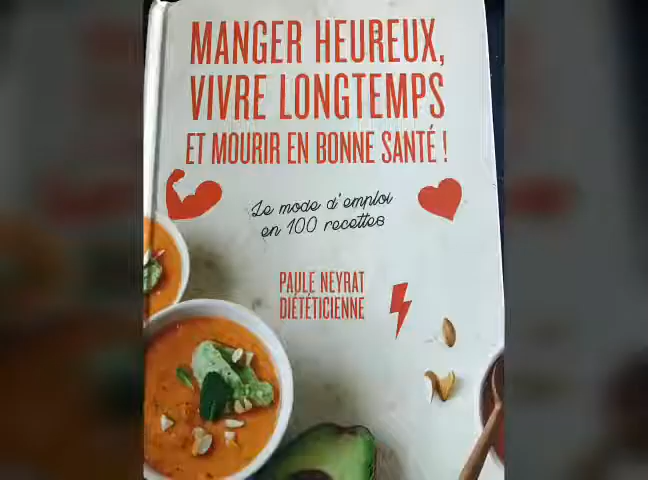 MANGER HEUREUX,
VIVRE LONGTEMPS
ET MOURIR EN BONNE SANTÉ !
Le mode d'emploi
en 100 recettes
PAULE NEYRAT
DIÉTÉTICIENNE